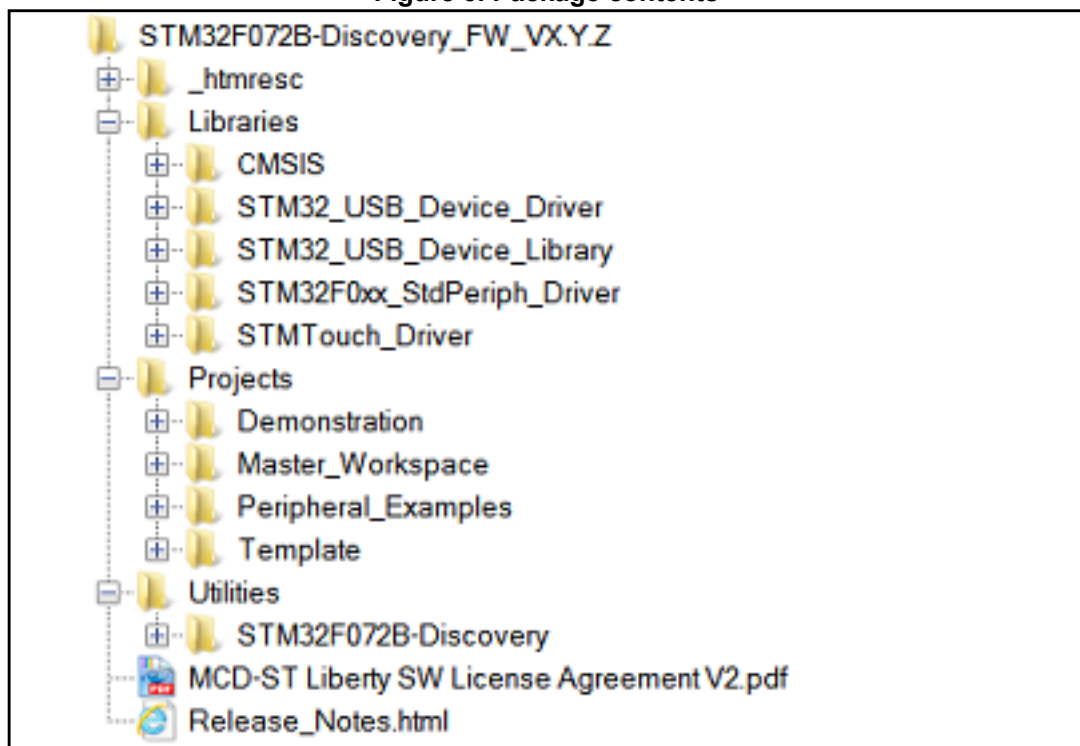 STM32F072B-Discovery_FW_VX.Y.Z
_htmresc
Libraries
CMSIS
STM32_USB_Device_Driver
STM32_USB_Device_Library
STM32F0xx_StdPeriph_Driver
STMTouch_Driver
Projects
Demonstration
Master_Workspace
Peripheral_Examples
Template
Utilities
STM32F072B-Discovery
MCD-ST Liberty SW License Agreement V2.pdf
Release_Notes.html